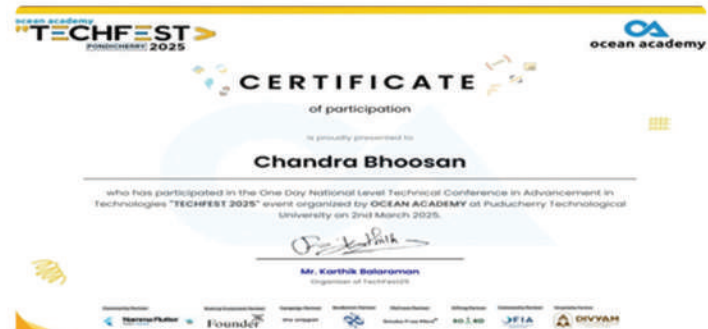 ocean academy
TECHFEST
PONDICHERRY 2025
ocean academy
CERTIFICATE
of participation
is proudly presented to
Chandra Bhoosan
who has participated in the One Day National Level Technical Conference in Advancement in
Technologies "TECHFEST 2025" event organized by OCEAN ACADEMY at Puducherry Technological
University on 2nd March 2025.
Mr. Karthik Balaraman
Organiser of TechFest25
Founder
FIA
DIVYAM